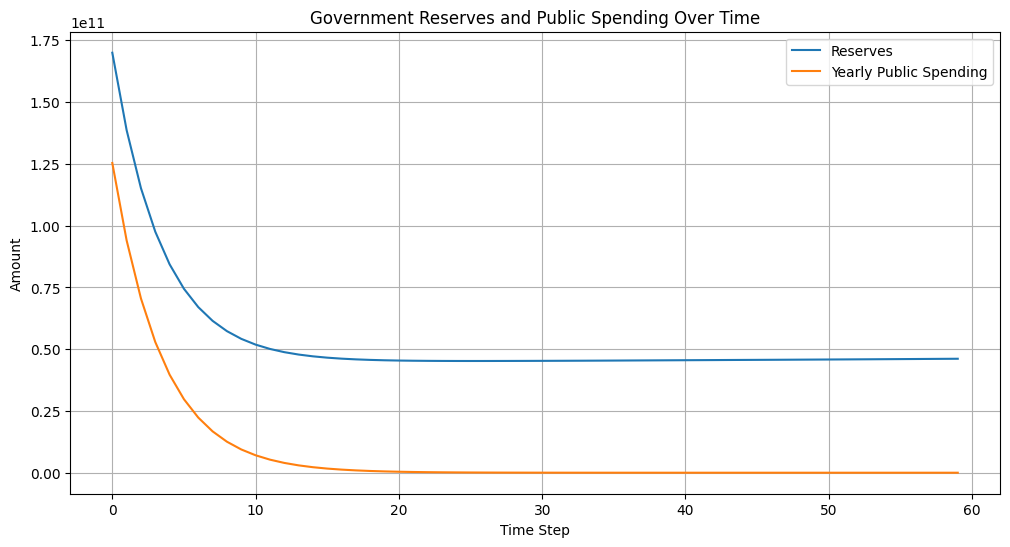 Government Reserves and Public Spending Over Time
1e11
Reserves
Yearly Public Spending
1.75
1.50
1.25
1.00
0.75
0.50
0.25
0.00
Amount
0 10 20 30 40 50 60
Time Step